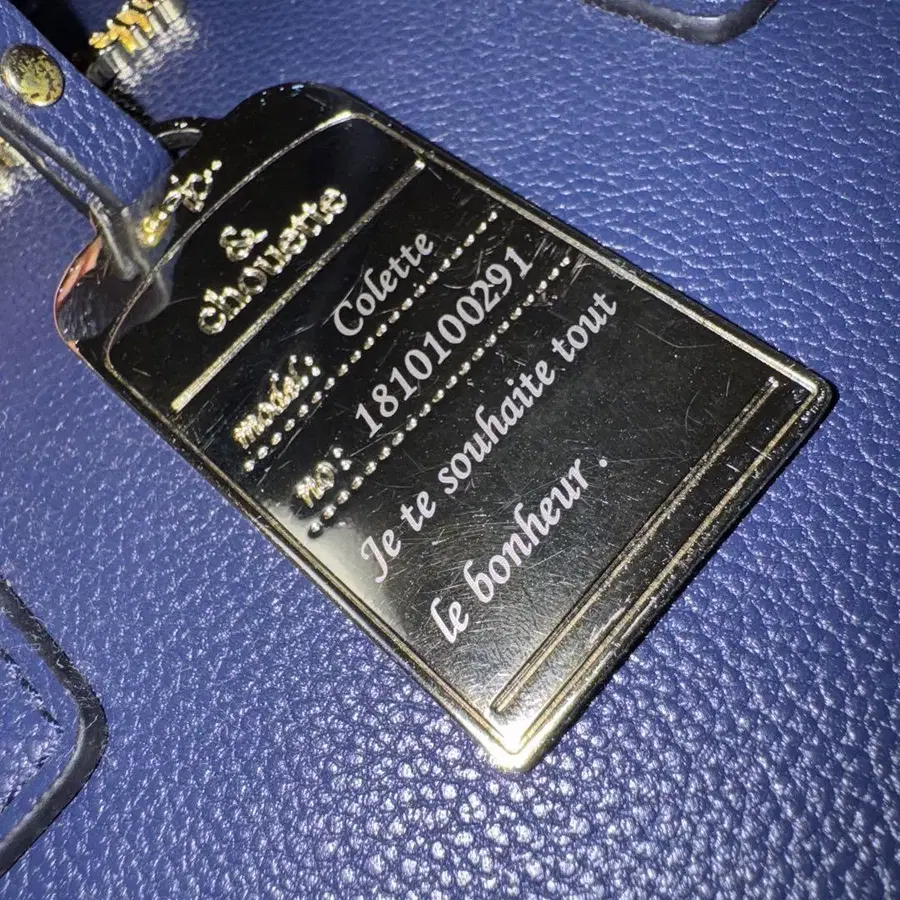 & chouette
model: Colette
no: 1810100291
Je te souhaite tout
le bonheur .